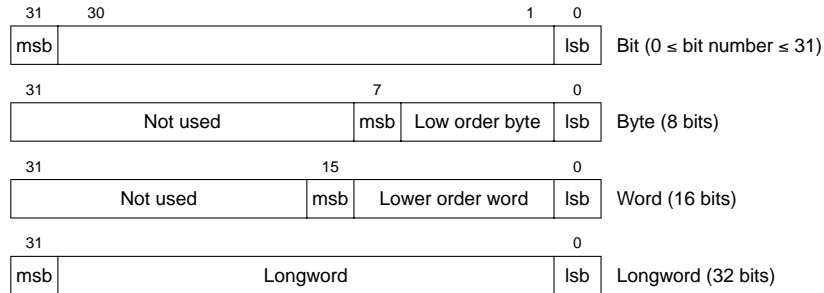 31 30 1 0
msb lsb Bit (0 ≤ bit number ≤ 31)
31 7 0
Not used msb Low order byte lsb Byte (8 bits)
31 15 0
Not used msb Lower order word lsb Word (16 bits)
31 0
msb Longword lsb Longword (32 bits)